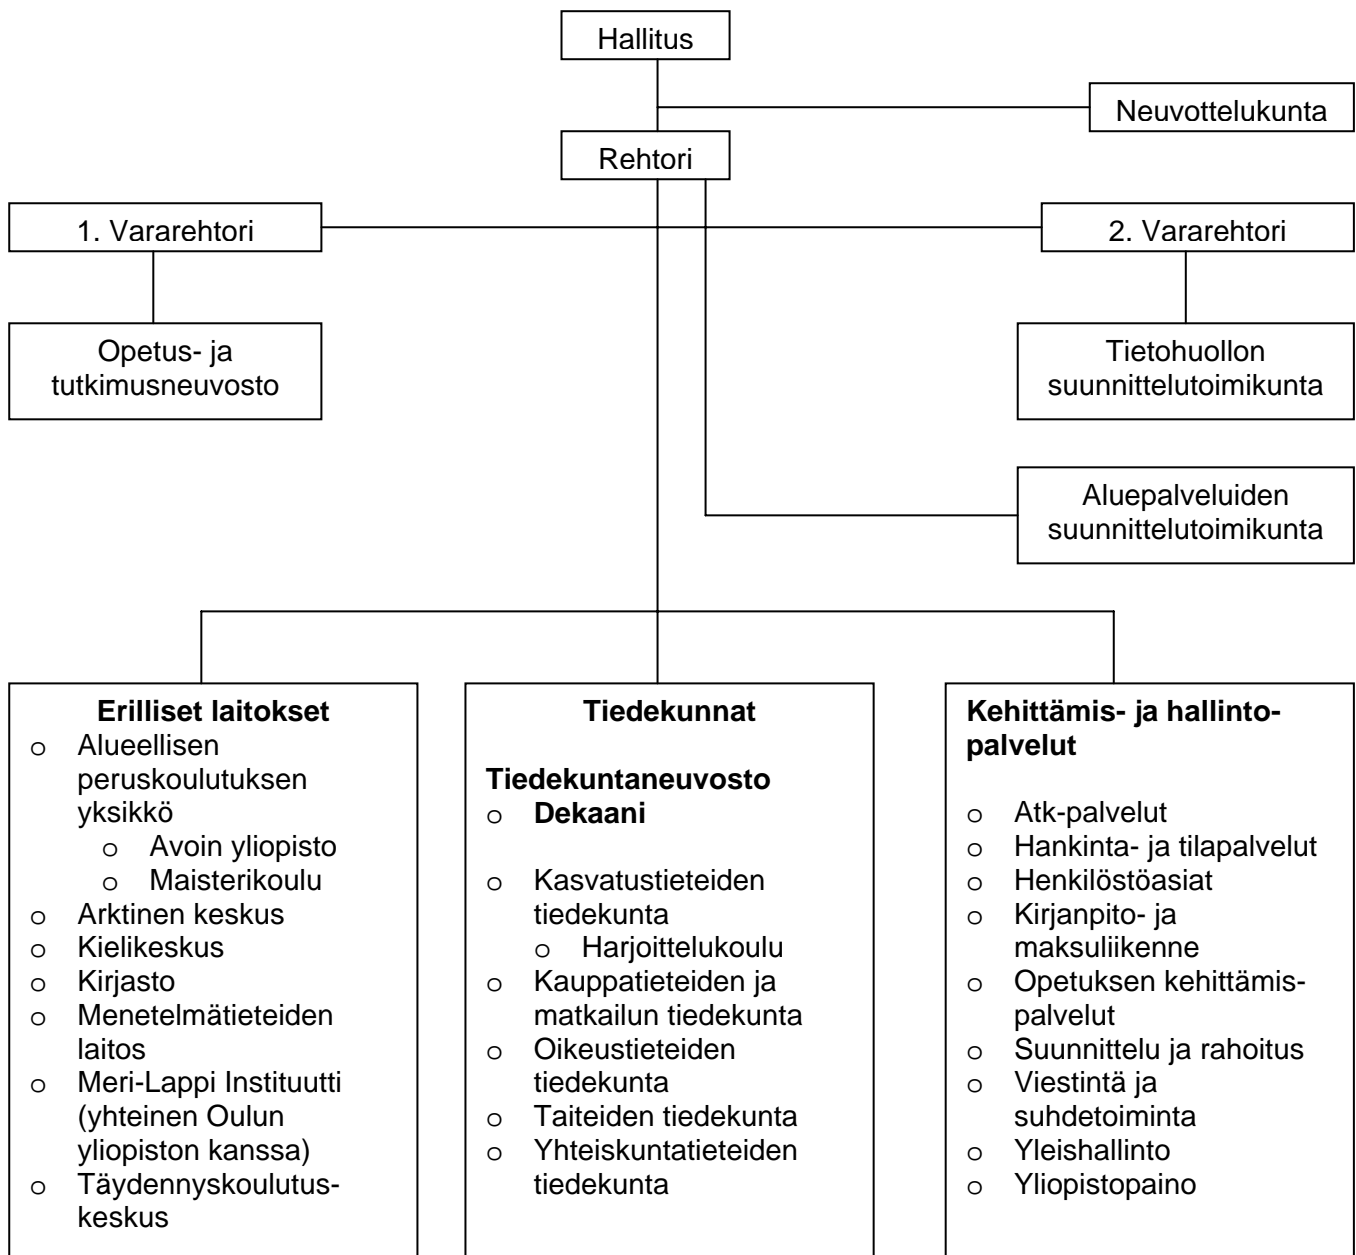 Hallitus
Neuvottelukunta
Rehtori
1. Vararehtori
2. Vararehtori
Opetus- ja
tutkimusneuvosto
Tietohuollon
suunnittelutoimikunta
Aluepalveluiden
suunnittelutoimikunta
Erilliset laitokset
o Alueellisen
peruskoulutuksen
yksikkö
o Avoin yliopisto
o Maisterikoulu
o Arktinen keskus
o Kielikeskus
o Kirjasto
o Menetelmätieteiden
laitos
o Meri-Lappi Instituutti
(yhteinen Oulun
yliopiston kanssa)
o Täydennyskoulutus-
keskus
Tiedekunnat
Tiedekuntaneuvosto
o Dekaani
o Kasvatustieteiden
tiedekunta
o Harjoittelukoulu
o Kauppatieteiden ja
matkailun tiedekunta
o Oikeustieteiden
tiedekunta
o Taiteiden tiedekunta
o Yhteiskuntatieteiden
tiedekunta
Kehittämis- ja hallinto-
palvelut
o Atk-palvelut
o Hankinta- ja tilapalvelut
o Henkilöstöasiat
o Kirjanpito- ja
maksuliikenne
o Opetuksen kehittämis-
palvelut
o Suunnittelu ja rahoitus
o Viestintä ja
suhdetoiminta
o Yleishallinto
o Yliopistopaino